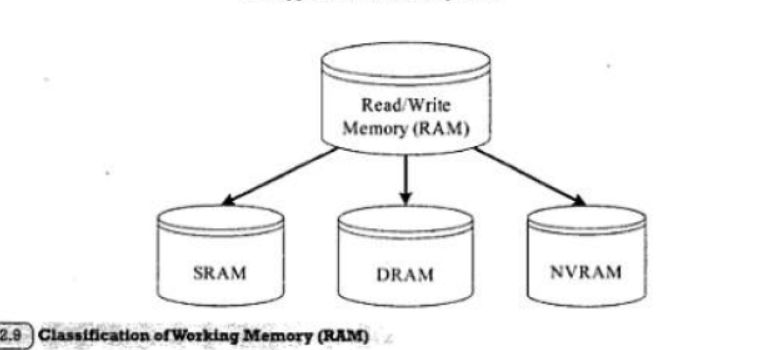 Read/Write
Memory (RAM)
SRAM
DRAM
NVRAM
2.9 Classification of Working Memory (RAM)